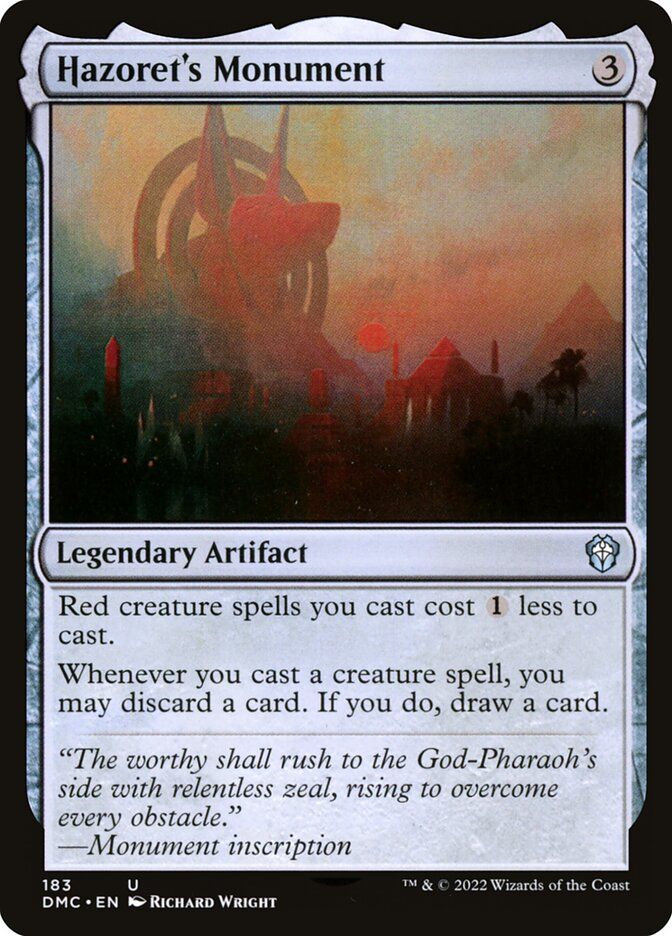 Hazoret's Monument 3
Legendary Artifact
Red creature spells you cast cost 1 less to
cast.
Whenever you cast a creature spell, you
may discard a card. If you do, draw a card.
“The worthy shall rush to the God-Pharaoh’s
side with relentless zeal, rising to overcome
every obstacle.”
—Monument inscription
183 U
™ & © 2022 Wizards of the Coast
DMC • EN Richard Wright